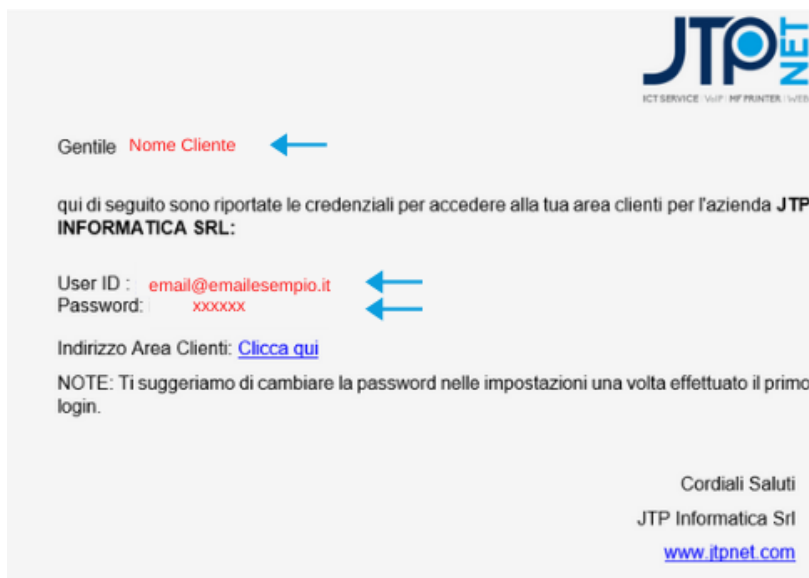 JTP NET
ICT SERVICE | VoIP | MF PRINTER | WEB
Gentile Nome Cliente
qui di seguito sono riportate le credenziali per accedere alla tua area clienti per l'azienda JTP
INFORMATICA SRL:
User ID : email@emailesempio.it
Password: xxxxxx
Indirizzo Area Clienti: Clicca qui
NOTE: Ti suggeriamo di cambiare la password nelle impostazioni una volta effettuato il primo
login.
Cordiali Saluti
JTP Informatica Srl
www.jtpnet.com